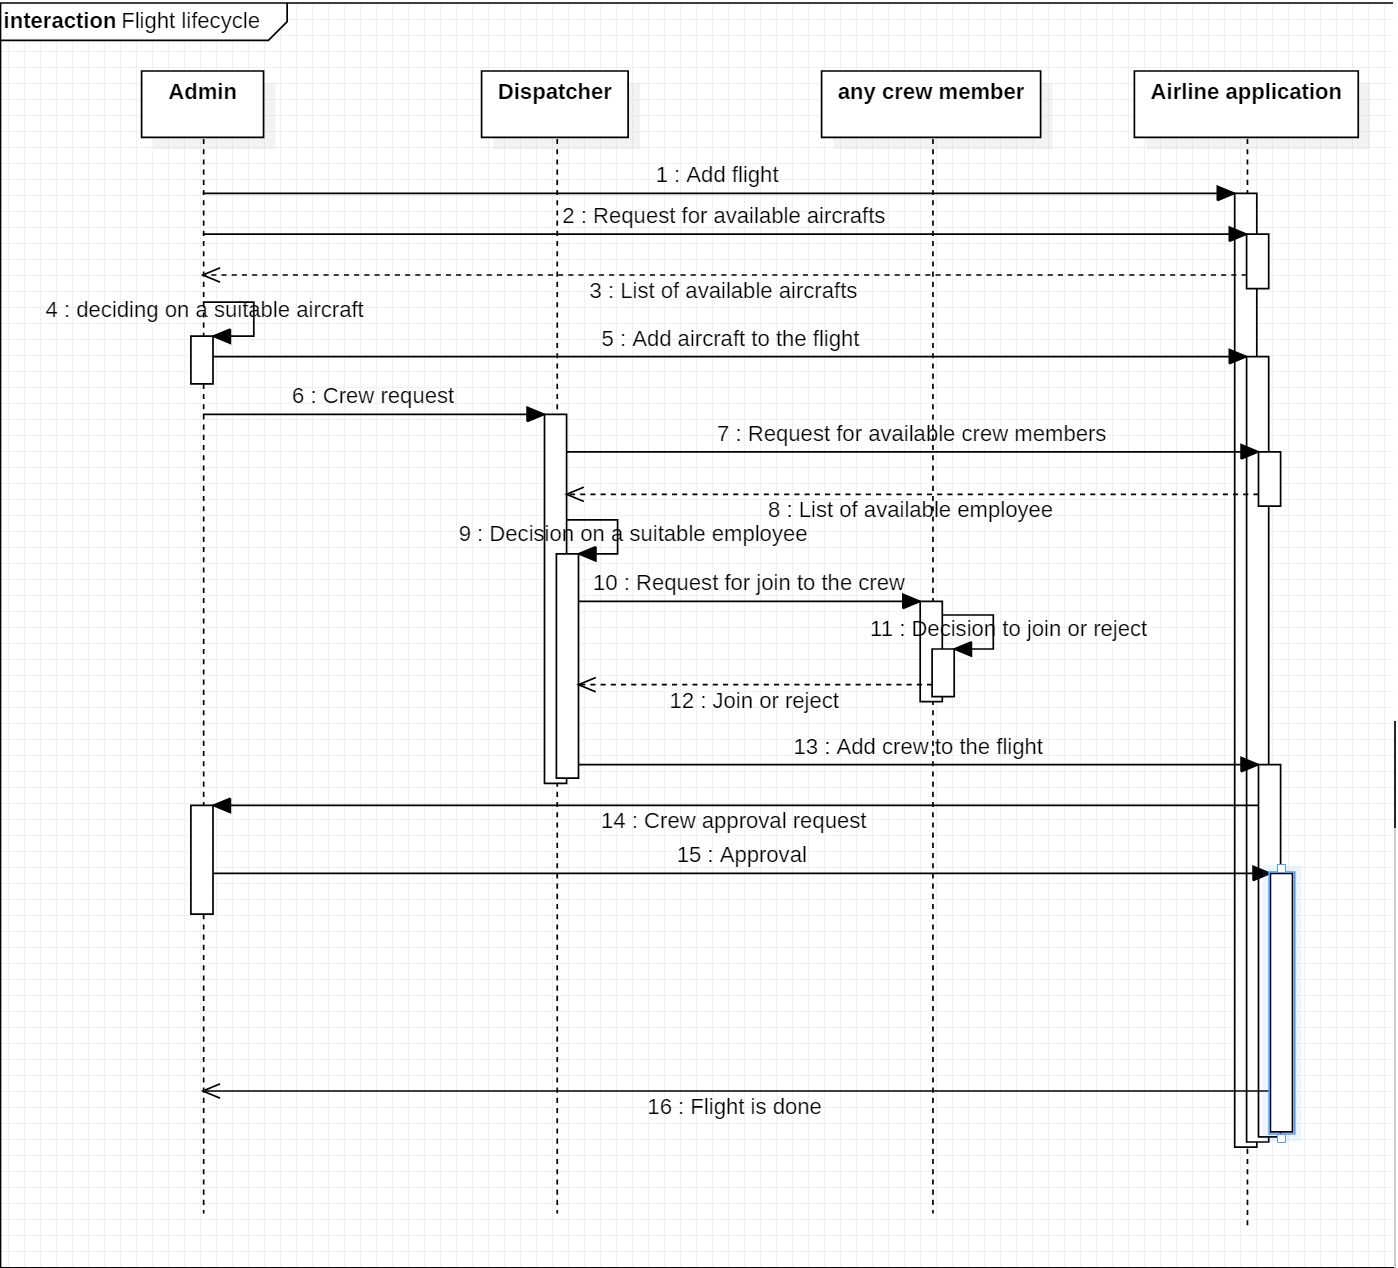 interaction Flight lifecycle
Admin
Dispatcher
any crew member
Airline application
1 : Add flight
2 : Request for available aircrafts
3 : List of available aircrafts
4 : deciding on a suitable aircraft
5 : Add aircraft to the flight
6 : Crew request
7 : Request for available crew members
8 : List of available employee
9 : Decision on a suitable employee
10 : Request for join to the crew
11 : Decision to join or reject
12 : Join or reject
13 : Add crew to the flight
14 : Crew approval request
15 : Approval
16 : Flight is done